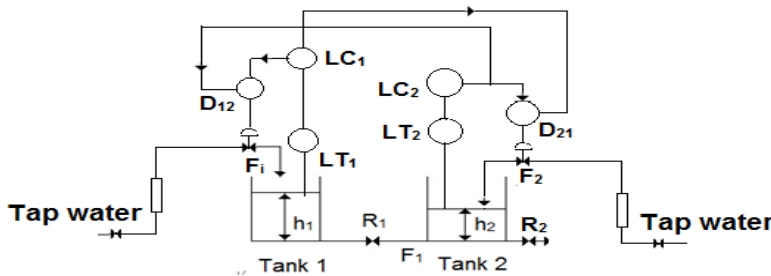 LC₁
LC₂
D₁₂
D₂₁
LT₂
LT₁
Fᵢ
F₂
Tap water
h₁
R₁
F₁
h₂
R₂
Tap water
Tank 1
Tank 2